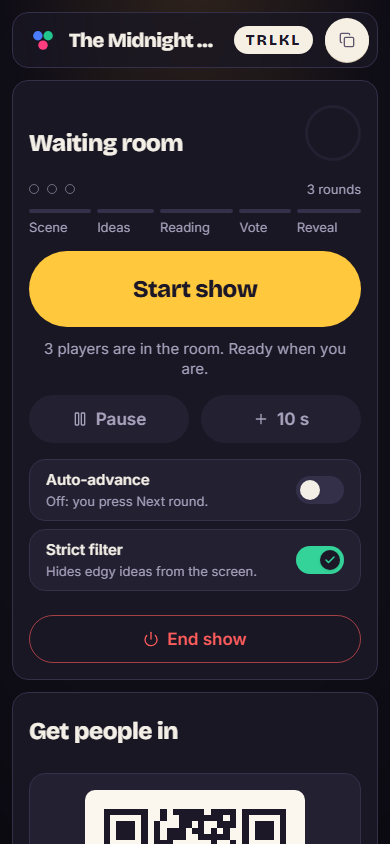 The Midnight ...
TRLKL
Waiting room
3 rounds
Scene Ideas Reading Vote Reveal
Start show
3 players are in the room. Ready when you
are.
Pause
+ 10 s
Auto-advance
Off: you press Next round.
Strict filter
Hides edgy ideas from the screen.
End show
Get people in